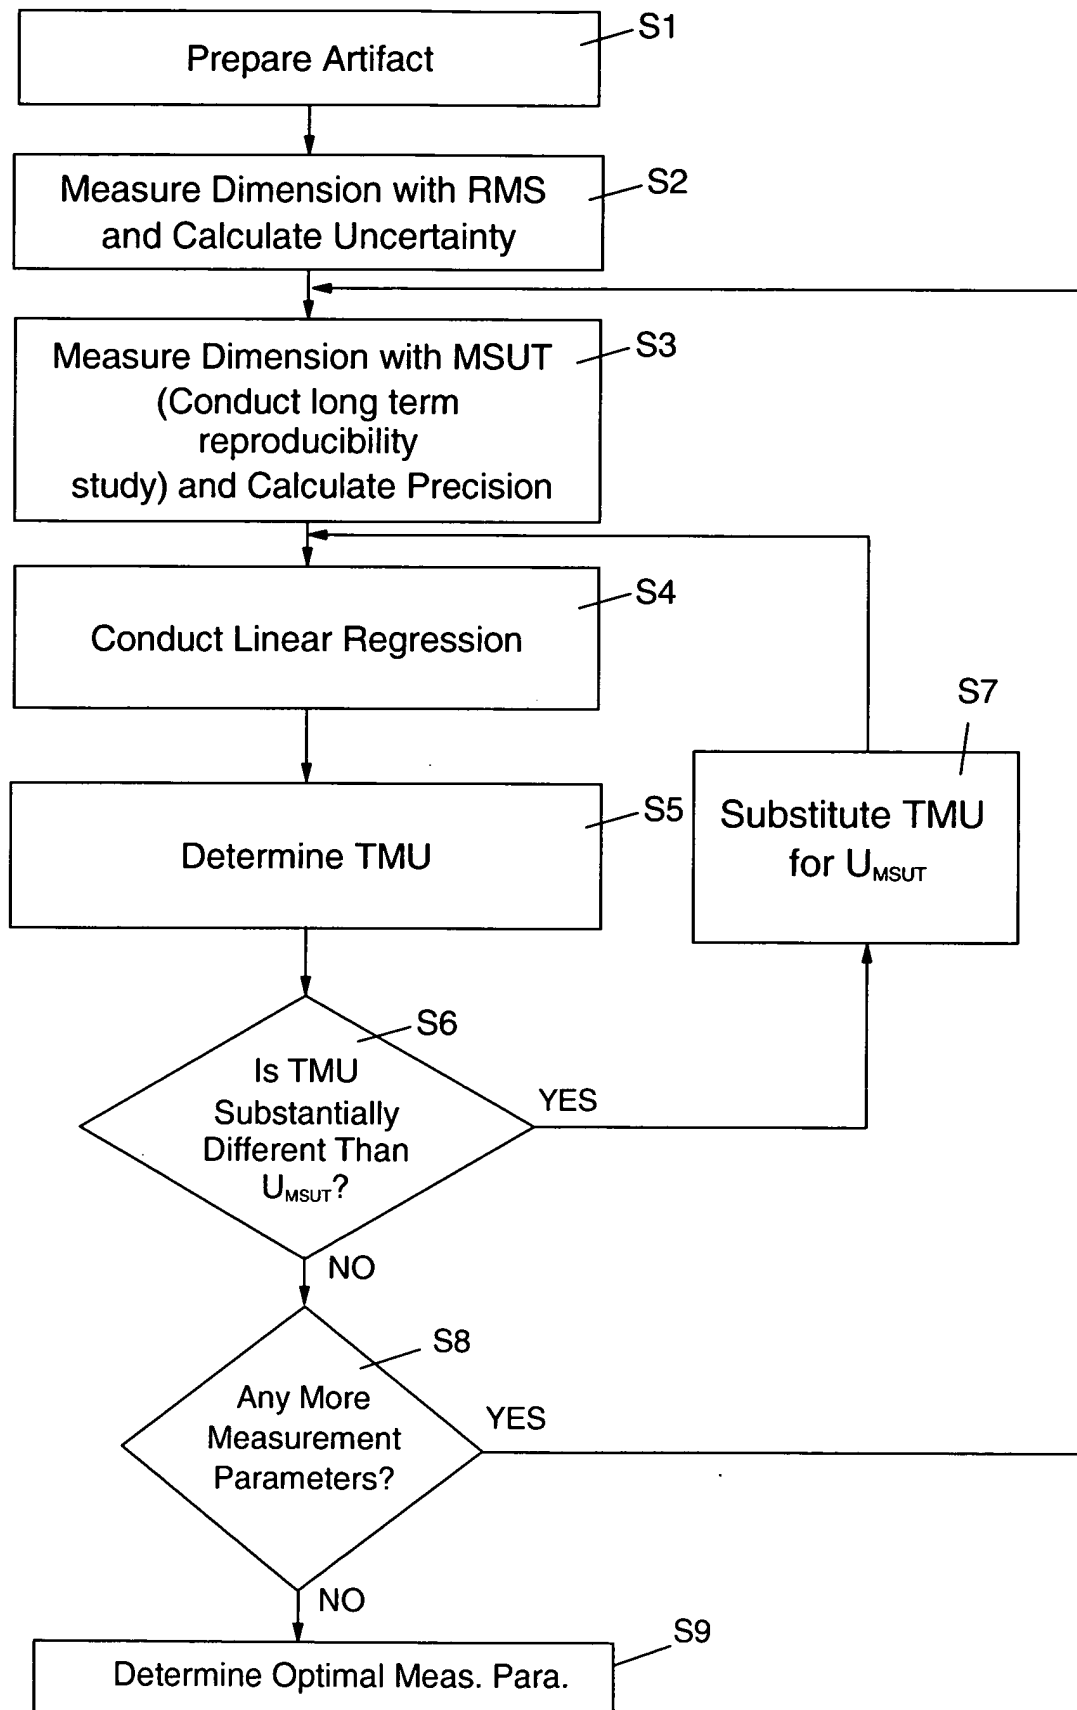 S1
Prepare Artifact
S2
Measure Dimension with RMS
and Calculate Uncertainty
S3
Measure Dimension with MSUT
(Conduct long term
reproducibility
study) and Calculate Precision
S4
Conduct Linear Regression
S7
Substitute TMU
for UMSUT
S5
Determine TMU
S6
Is TMU
Substantially
Different Than
UMSUT?
YES
NO
S8
Any More
Measurement
Parameters?
YES
NO
S9
Determine Optimal Meas. Para.